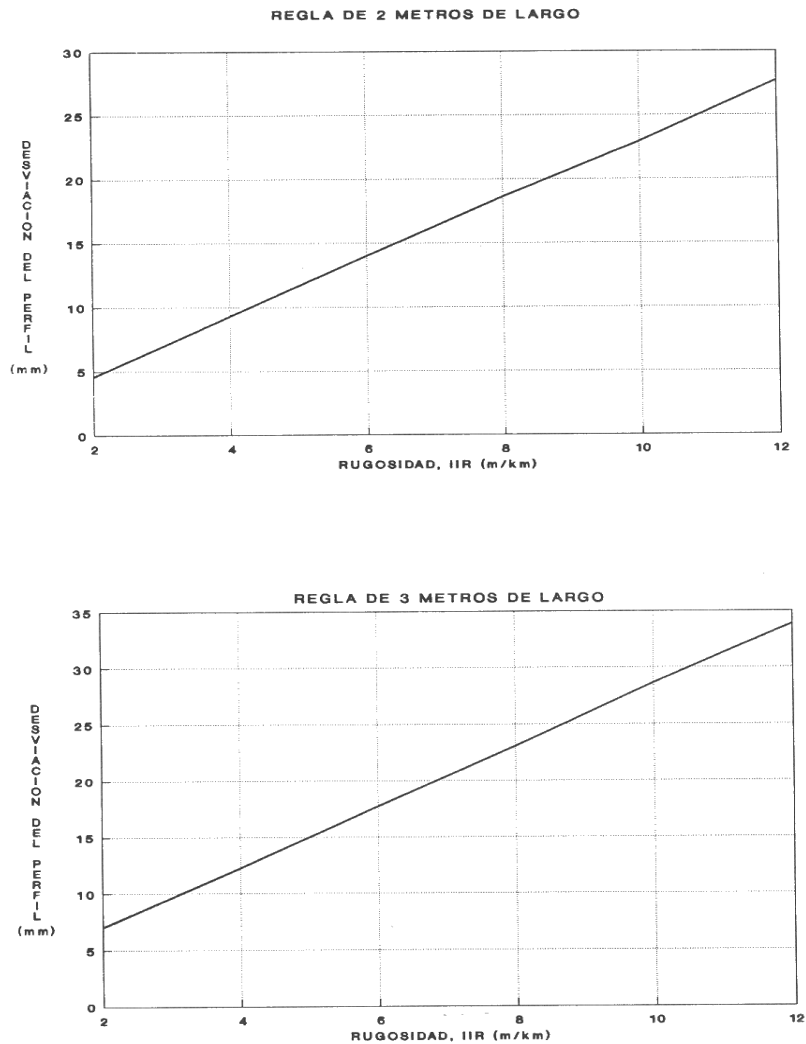 REGLA DE 2 METROS DE LARGO
30
25
20
15
10
5
0
DESVIACION DEL PERFIL
(mm)
2 4 6 8 10 12
RUGOSIDAD, IIR (m/km)
REGLA DE 3 METROS DE LARGO
35
30
25
20
15
10
5
0
DESVIACION DEL PERFIL
(mm)
2 4 6 8 10 12
RUGOSIDAD, IIR (m/km)